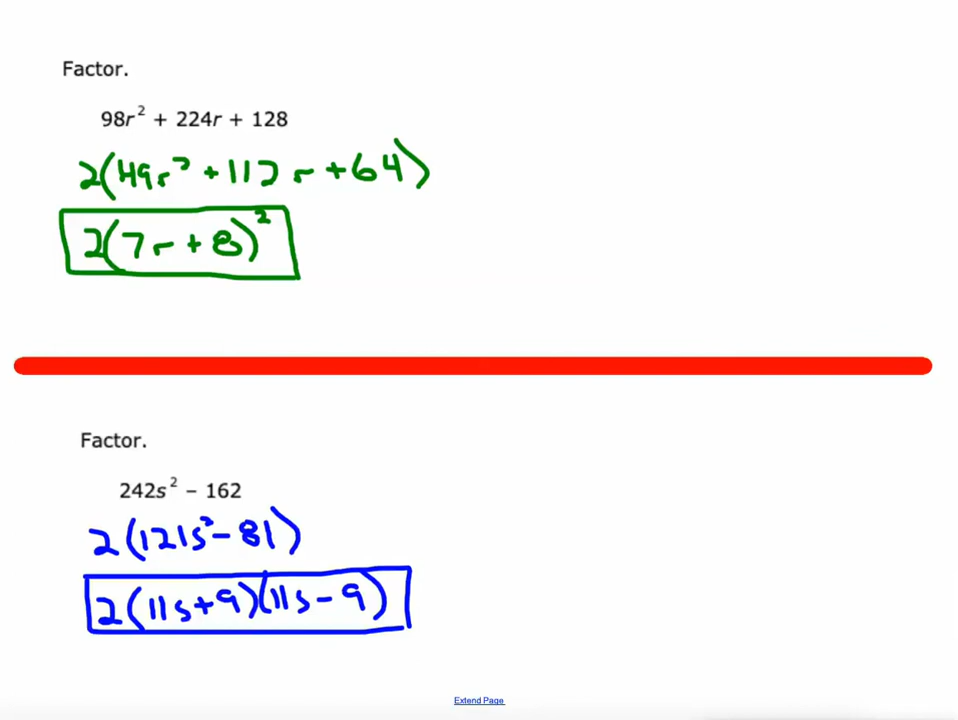 Factor.
98r² + 224r + 128
2(49r² + 112r + 64)
2(7r + 8)²
Factor.
242s² – 162
2(121s² - 81)
2(11s + 9)(11s - 9)
Extend Page